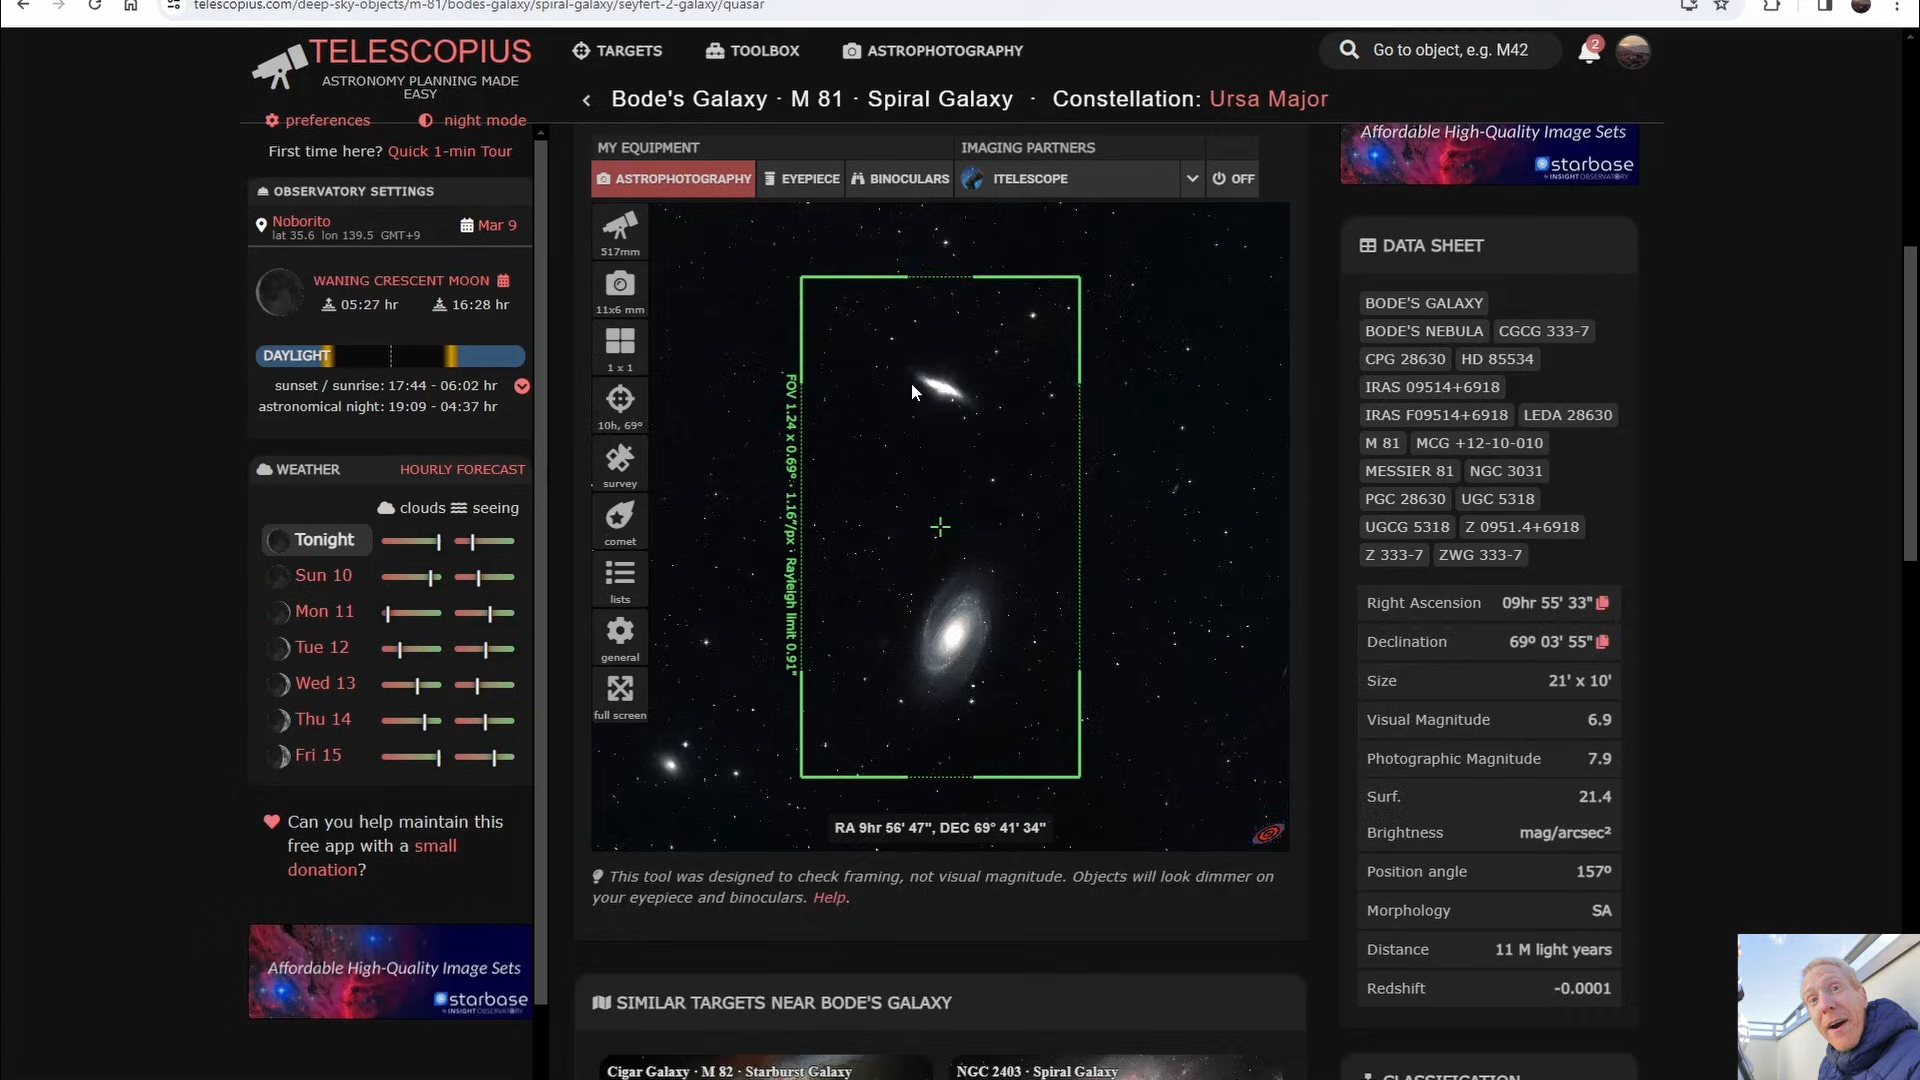 telescopius.com/deep-sky-objects/m-81/bodes-galaxy/spiral-galaxy/seyfert-2-galaxy/quasar
TELESCOPIUS
ASTRONOMY PLANNING MADE
EASY
preferences
night mode
First time here? Quick 1-min Tour
OBSERVATORY SETTINGS
Noborito
lat 35.6 lon 139.5 GMT+9
Mar 9
WANING CRESCENT MOON
05:27 hr
16:28 hr
DAYLIGHT
sunset / sunrise: 17:44 - 06:02 hr
astronomical night: 19:09 - 04:37 hr
WEATHER
HOURLY FORECAST
clouds
seeing
Tonight
Sun 10
Mon 11
Tue 12
Wed 13
Thu 14
Fri 15
Can you help maintain this
free app with a small
donation?
Affordable High-Quality Image Sets
starbase
by INSIGHT OBSERVATORY
TARGETS
TOOLBOX
ASTROPHOTOGRAPHY
Go to object, e.g. M42
2
Bode's Galaxy · M 81 · Spiral Galaxy · Constellation: Ursa Major
MY EQUIPMENT
IMAGING PARTNERS
ASTROPHOTOGRAPHY
EYEPIECE
BINOCULARS
ITELESCOPE
OFF
517mm
11x6 mm
1 x 1
10h, 69º
survey
comet
lists
general
full screen
FOV 1.24 x 0.69º · 1.16"/px · Rayleigh limit 0.91"
RA 9hr 56' 47", DEC 69° 41' 34"
This tool was designed to check framing, not visual magnitude. Objects will look dimmer on
your eyepiece and binoculars. Help.
SIMILAR TARGETS NEAR BODE'S GALAXY
Cigar Galaxy · M 82 · Starburst Galaxy
NGC 2403 · Spiral Galaxy
Affordable High-Quality Image Sets
starbase
by INSIGHT OBSERVATORY
DATA SHEET
BODE'S GALAXY
BODE'S NEBULA CGCG 333-7
CPG 28630 HD 85534
IRAS 09514+6918
IRAS F09514+6918 LEDA 28630
M 81 MCG +12-10-010
MESSIER 81 NGC 3031
PGC 28630 UGC 5318
UGCG 5318 Z 0951.4+6918
Z 333-7 ZWG 333-7
Right Ascension 09hr 55' 33"
Declination 69º 03' 55"
Size 21' x 10'
Visual Magnitude 6.9
Photographic Magnitude 7.9
Surf. 21.4
Brightness mag/arcsec²
Position angle 157º
Morphology SA
Distance 11 M light years
Redshift -0.0001
CLASSIFICATION